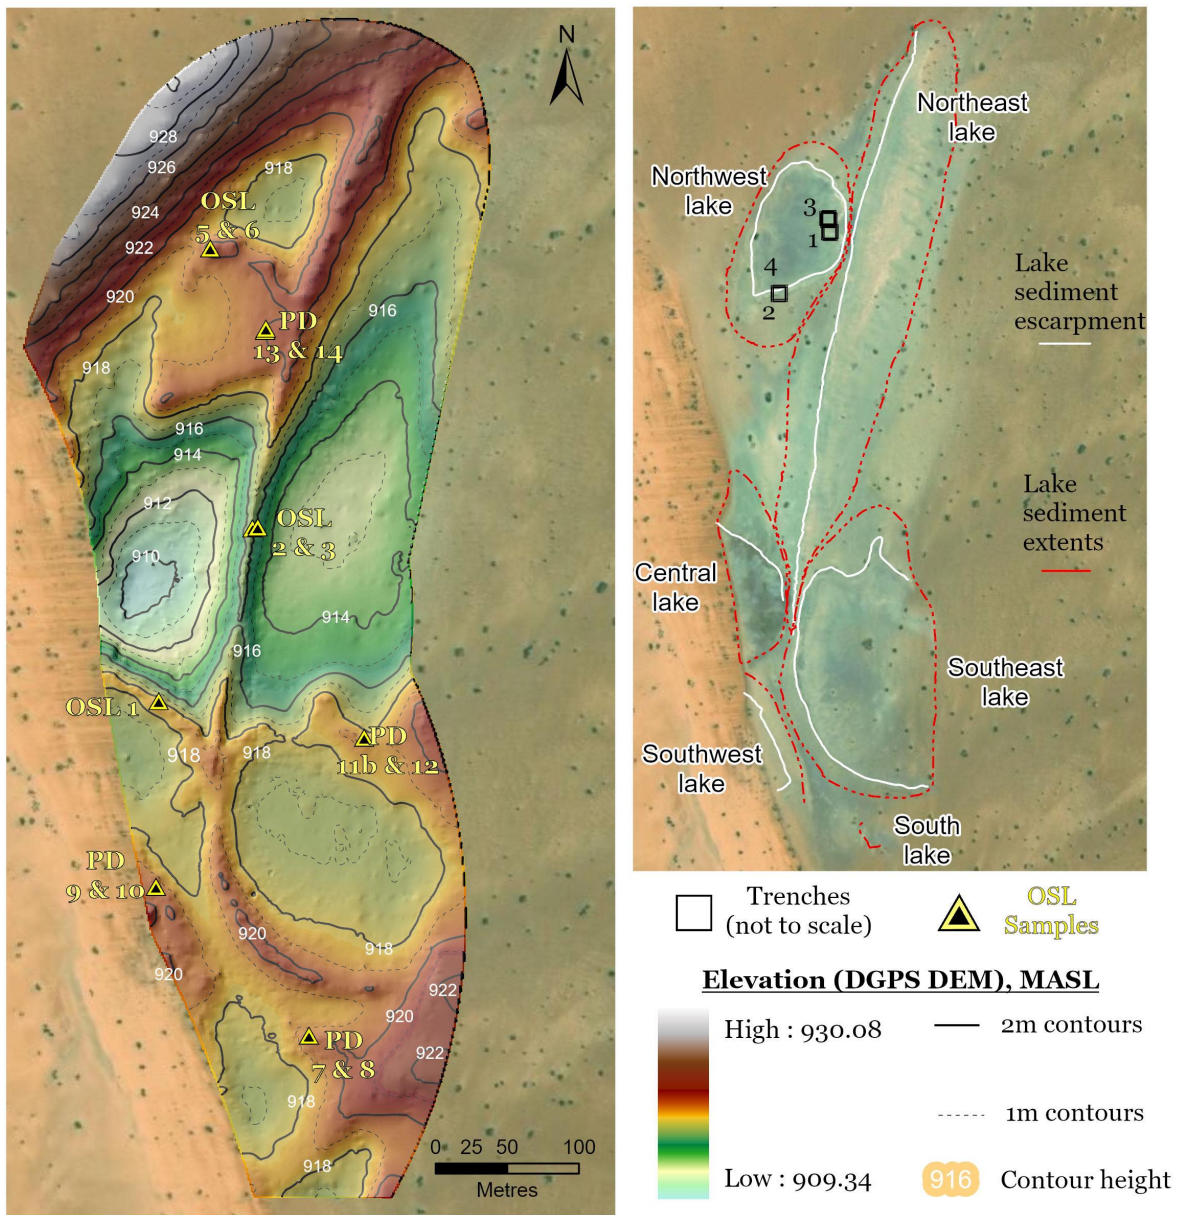 N
928
926
924
922
920
918
918
OSL
5 & 6
916
PD
13 & 14
916
914
912
910
OSL
2 & 3
914
916
OSL 1
918
918
PD
11b & 12
PD
9 & 10
920
918
920
922
920
922
PD
7 & 8
918
918
0 25 50 100
Metres
Northeast
lake
Northwest
lake
3
1
4
2
Lake
sediment
escarpment
Lake
sediment
extents
Central
lake
Southeast
lake
Southwest
lake
South
lake
Trenches
(not to scale)
OSL
Samples
Elevation (DGPS DEM), MASL
High : 930.08
Low : 909.34
2m contours
1m contours
916 Contour height